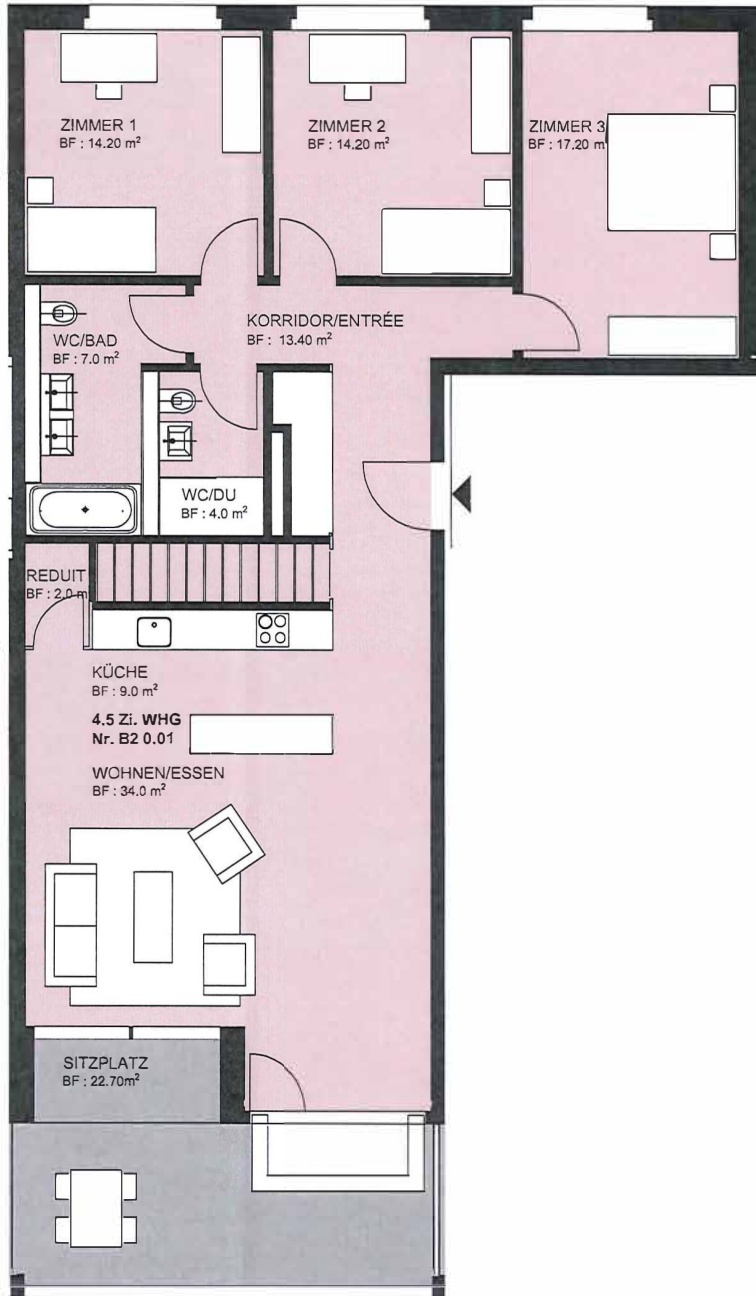 ZIMMER 1
BF : 14.20 m²
ZIMMER 2
BF : 14.20 m²
ZIMMER 3
BF : 17.20 m
WC/BAD
BF : 7.0 m²
KORRIDOR/ENTRÉE
BF : 13.40 m²
WC/DU
BF : 4.0 m²
REDUIT
BF : 2.0 m
KÜCHE
BF : 9.0 m²
4.5 Zi. WHG
Nr. B2 0.01
WOHNEN/ESSEN
BF : 34.0 m²
SITZPLATZ
BF : 22.70m²